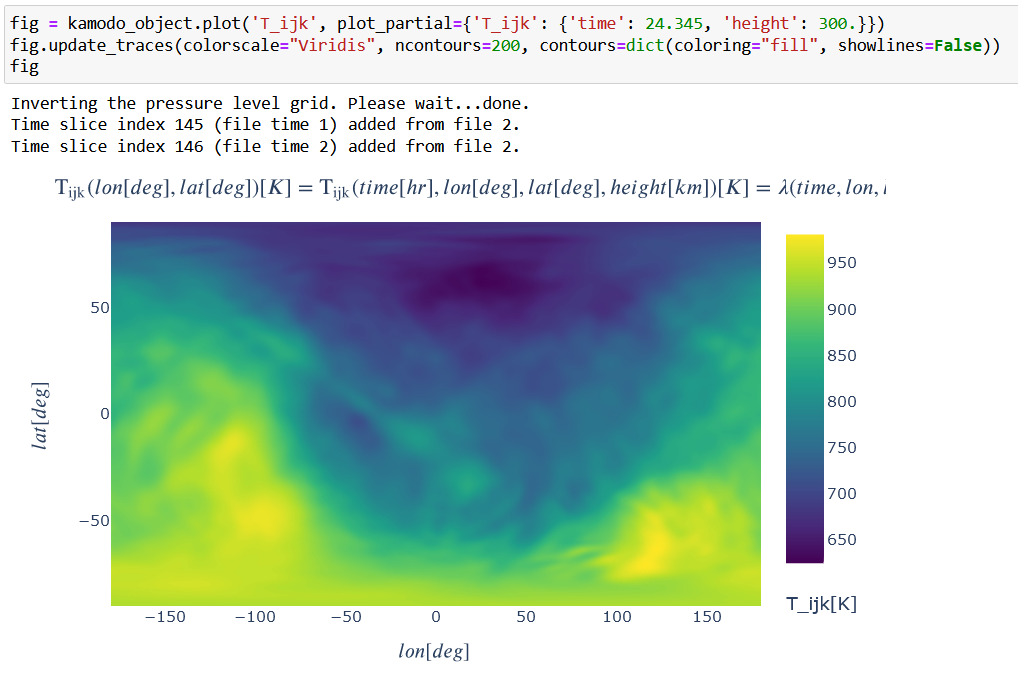 fig = kamodo_object.plot('T_ijk', plot_partial={'T_ijk': {'time': 24.345, 'height': 300.}})
fig.update_traces(colorscale="Viridis", ncontours=200, contours=dict(coloring="fill", showlines=False))
fig
Inverting the pressure level grid. Please wait...done.
Time slice index 145 (file time 1) added from file 2.
Time slice index 146 (file time 2) added from file 2.
T_ijk(lon[deg], lat[deg])[K] = T_ijk(time[hr], lon[deg], lat[deg], height[km])[K] = λ(time, lon,
950
900
850
800
750
700
650
T_ijk[K]
50
0
−50
lat[deg]
−150
−100
−50
0
50
100
150
lon[deg]